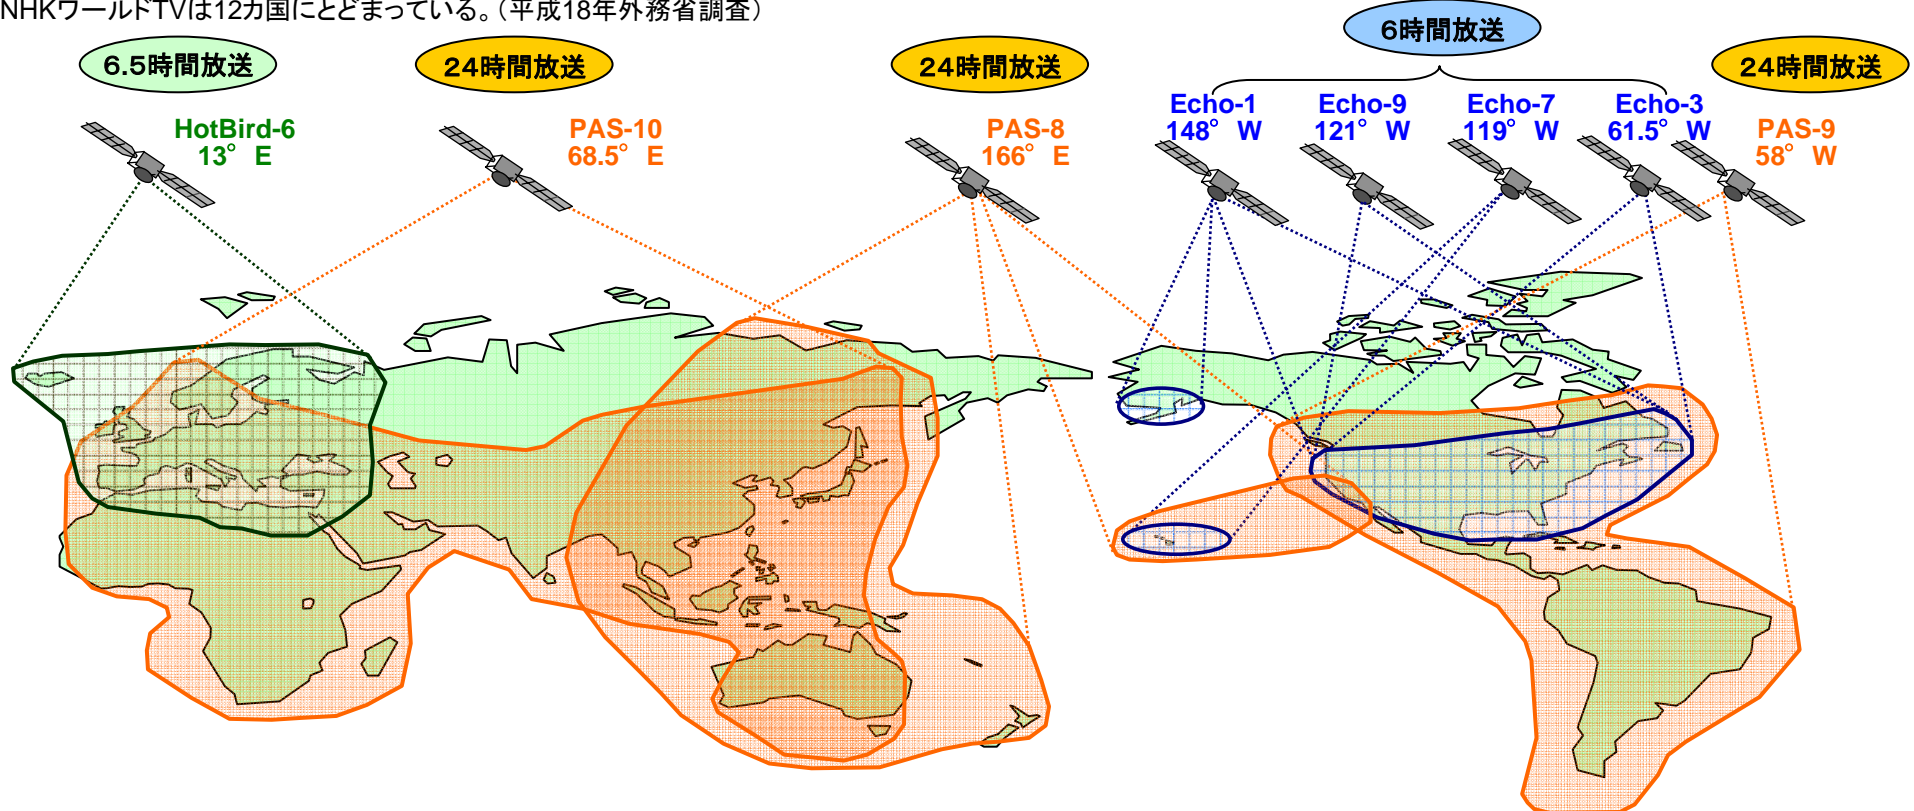 NHKワールドTVは12カ国にとどまっている。（平成18年外務省調査）
6時間放送
6.5時間放送
24時間放送
24時間放送
24時間放送
HotBird-6
13° E
PAS-10
68.5° E
PAS-8
166° E
Echo-1
148° W
Echo-9
121° W
Echo-7
119° W
Echo-3
61.5° W
PAS-9
58° W